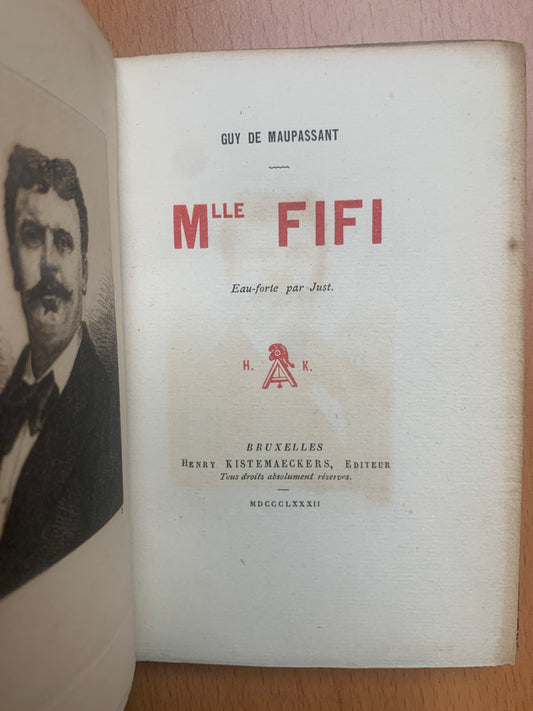 GUY DE MAUPASSANT
MLLE FIFI
Eau-forte par Just.
H. K.
BRUXELLES
HENRY KISTEMAECKERS, EDITEUR
Tous droits absolument réservés.
MDCCCLXXXII